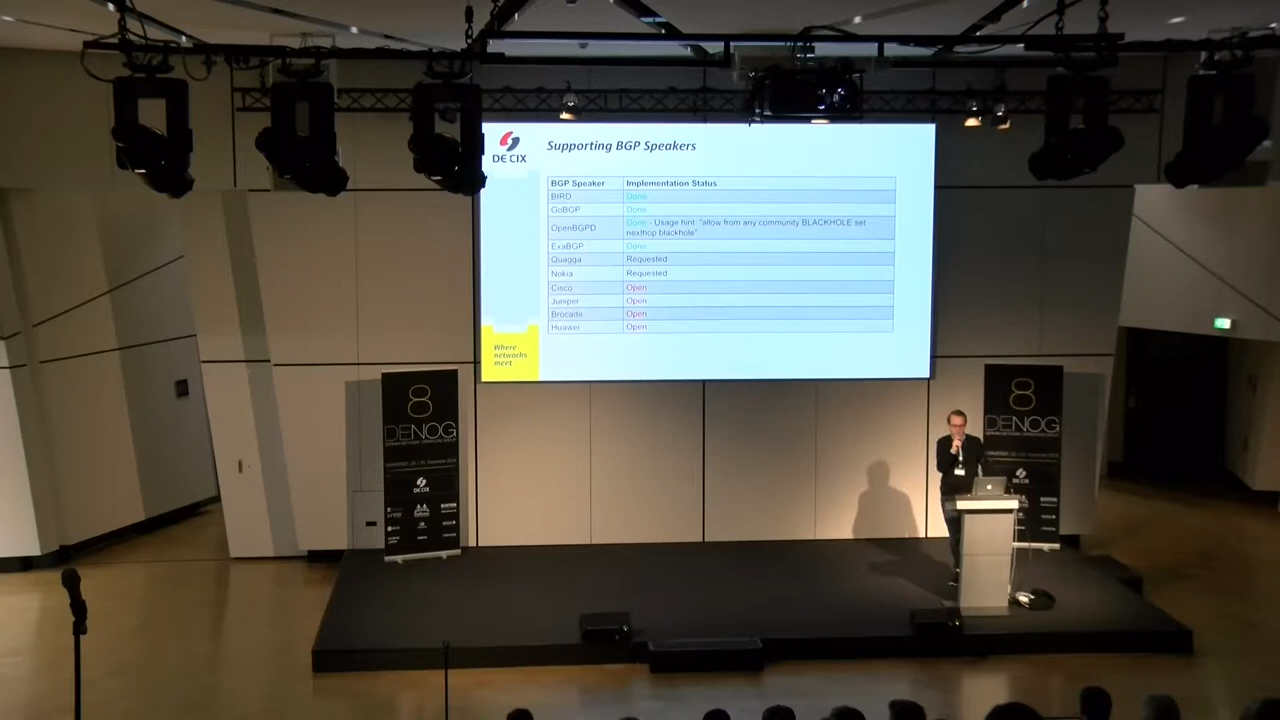 DE CIX
Supporting BGP Speakers
BGP Speaker Implementation Status
BIRD Done
GoBGP Done
OpenBGPD Done - Usage hint: "allow from any community BLACKHOLE set
nexthop blackhole"
ExaBGP Done
Quagga Requested
Nokia Requested
Cisco Open
Juniper Open
Brocade Open
Huawei Open
Where
networks
meet
8
DENOG
DE CIX
8
DENOG